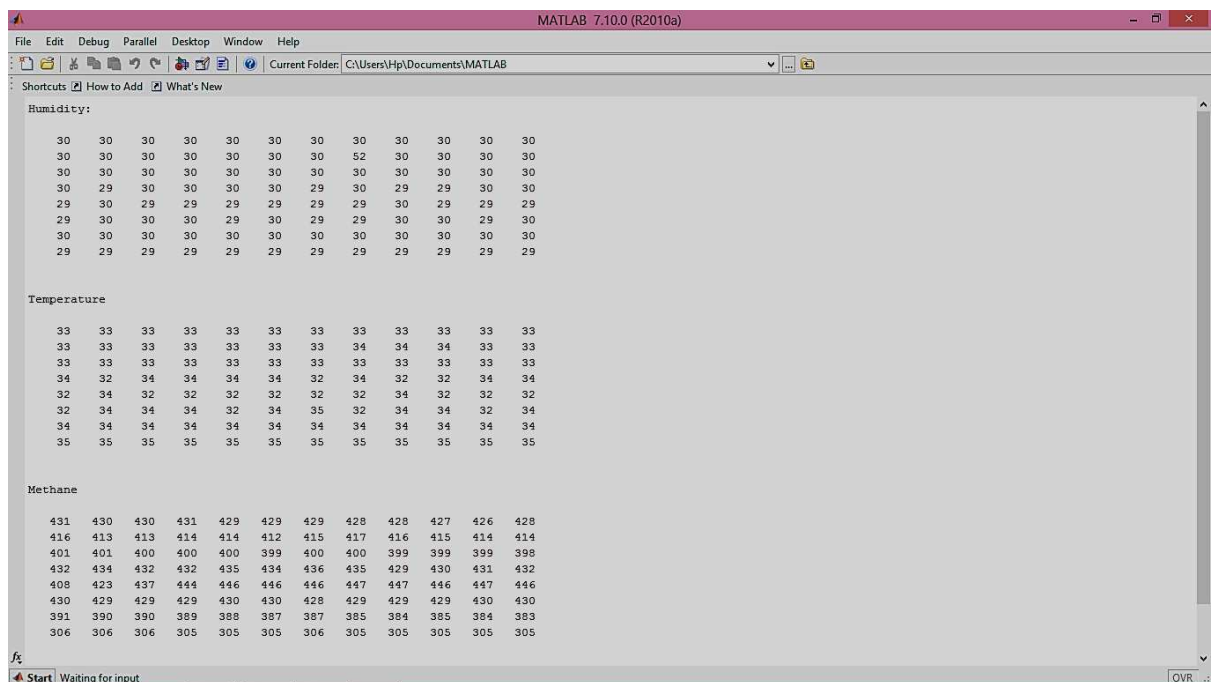 MATLAB 7.10.0 (R2010a)
File Edit Debug Parallel Desktop Window Help
Current Folder: C:\Users\Hp\Documents\MATLAB
Shortcuts How to Add What's New
Humidity:
30 30 30 30 30 30 30 30 30 30 30 30
30 30 30 30 30 30 30 52 30 30 30 30
30 30 30 30 30 30 30 30 30 30 30 30
30 29 30 30 30 30 29 30 29 29 30 30
29 30 29 29 29 29 29 29 30 29 29 29
29 30 30 30 29 30 29 29 30 30 29 30
30 30 30 30 30 30 30 30 30 30 30 30
29 29 29 29 29 29 29 29 29 29 29 29
Temperature
33 33 33 33 33 33 33 33 33 33 33 33
33 33 33 33 33 33 33 34 34 34 33 33
33 33 33 33 33 33 33 33 33 33 33 33
34 32 34 34 34 34 32 34 32 32 34 34
32 34 32 32 32 32 32 32 34 32 32 32
32 34 34 34 32 34 35 32 34 34 32 34
34 34 34 34 34 34 34 34 34 34 34 34
35 35 35 35 35 35 35 35 35 35 35 35
Methane
431 430 430 431 429 429 429 428 428 427 426 428
416 413 413 414 414 412 415 417 416 415 414 414
401 401 400 400 400 399 400 400 399 399 399 398
432 434 432 432 435 434 436 435 429 430 431 432
408 423 437 444 446 446 446 447 447 446 447 446
430 429 429 429 430 430 428 429 429 429 430 430
391 390 390 389 388 387 387 385 384 385 384 383
306 306 306 305 305 305 306 305 305 305 305 305
fx
Start Waiting for input OVR